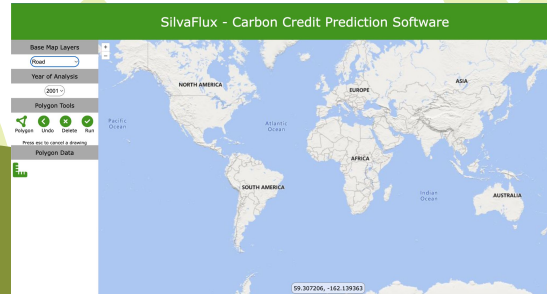 SilvaFlux - Carbon Credit Prediction Software
Base Map Layers
Road
Year of Analysis
2001
Polygon Tools
Polygon Undo Delete Run
Press esc to cancel a drawing
Polygon Data
+
−
NORTH AMERICA
EUROPE
ASIA
Pacific
Ocean
Atlantic
Ocean
AFRICA
SOUTH AMERICA
Indian
Ocean
AUSTRALIA
59.307206, -162.139363